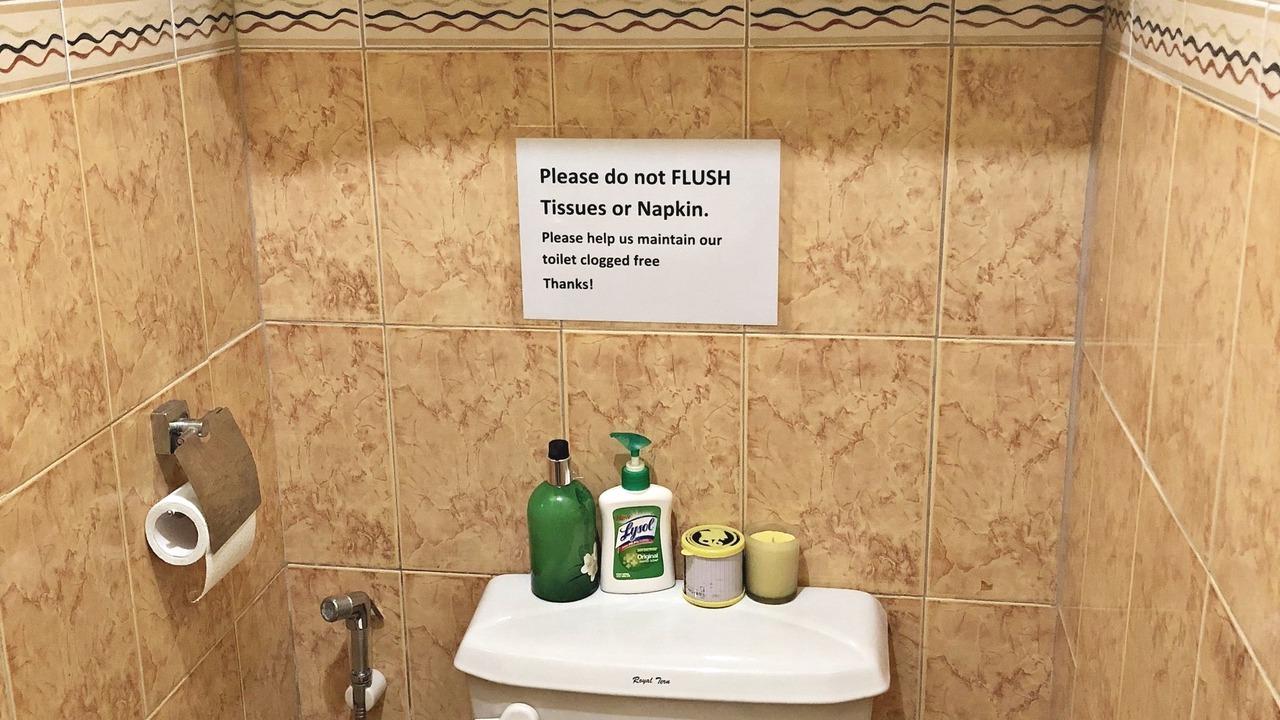 Please do not FLUSH
Tissues or Napkin.
Please help us maintain our
toilet clogged free
Thanks!
Lysol
Original
Royal Tern